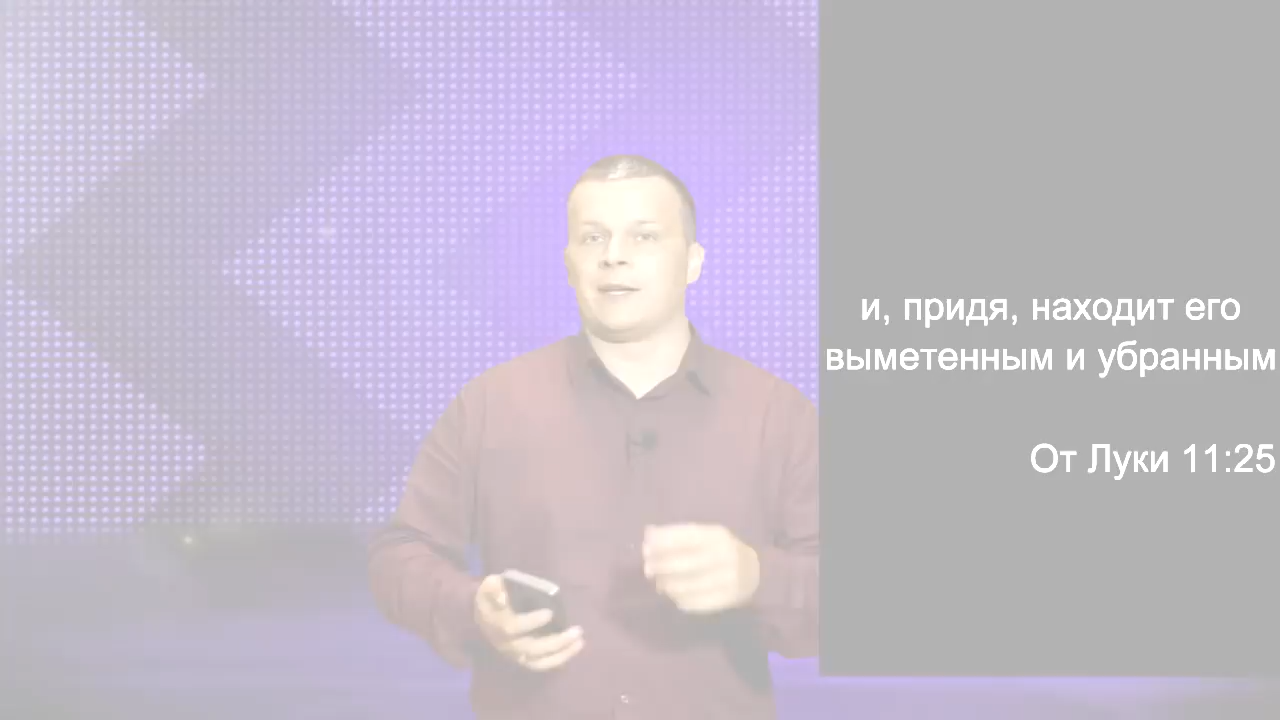 и, придя, находит его
выметенным и убранным
От Луки 11:25